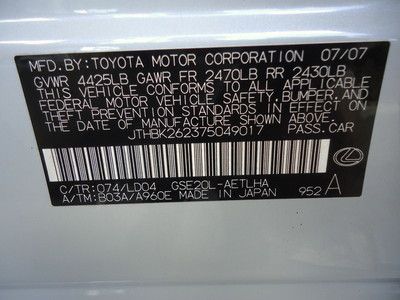 MFD.BY:TOYOTA MOTOR CORPORATION 07/07
GVWR 4425LB GAWR FR 2470LB RR 2430LB
THIS VEHICLE CONFORMS TO ALL APPLICABLE
FEDERAL MOTOR VEHICLE SAFETY,BUMPER,AND
THEFT PREVENTION STANDARDS IN EFFECT ON
THE DATE OF MANUFACTURE SHOWN ABOVE.
JTHBK262375049017 PASS.CAR
C/TR:074/LD04 GSE20L-AETLHA
A/TM:B03A/A960E MADE IN JAPAN 952 A